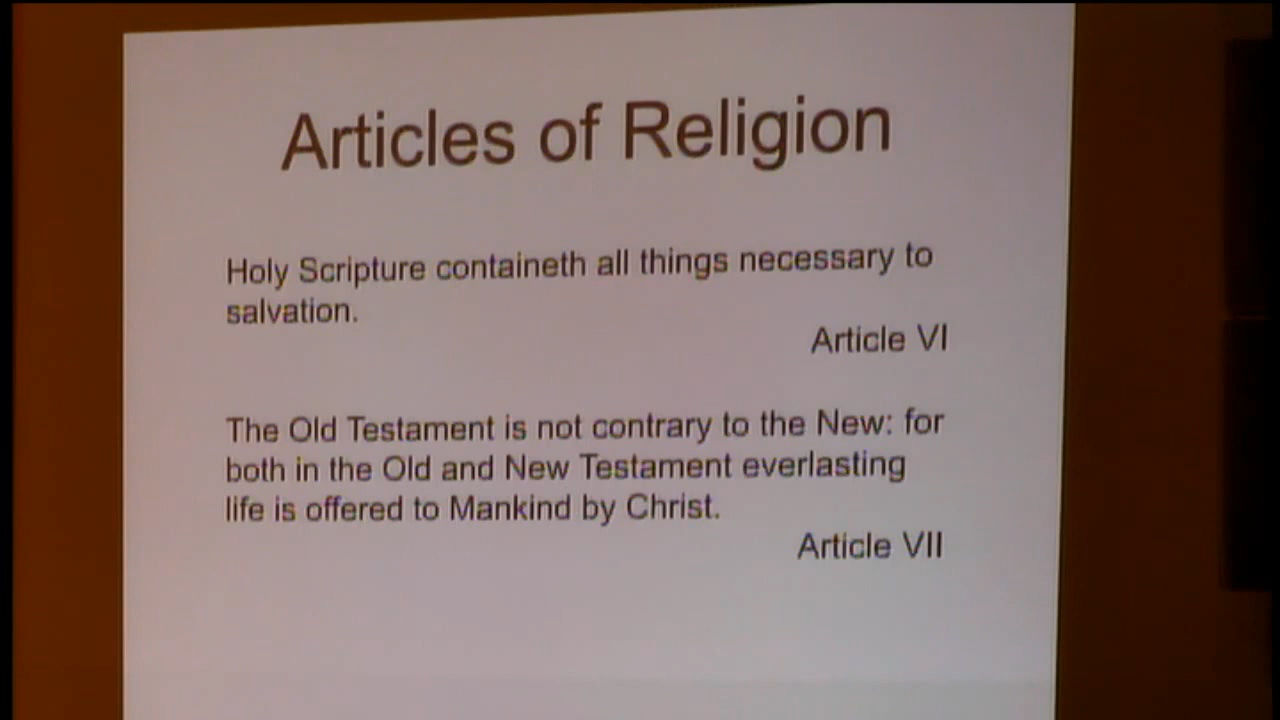 Articles of Religion
Holy Scripture containeth all things necessary to
salvation.
Article VI
The Old Testament is not contrary to the New: for
both in the Old and New Testament everlasting
life is offered to Mankind by Christ.
Article VII